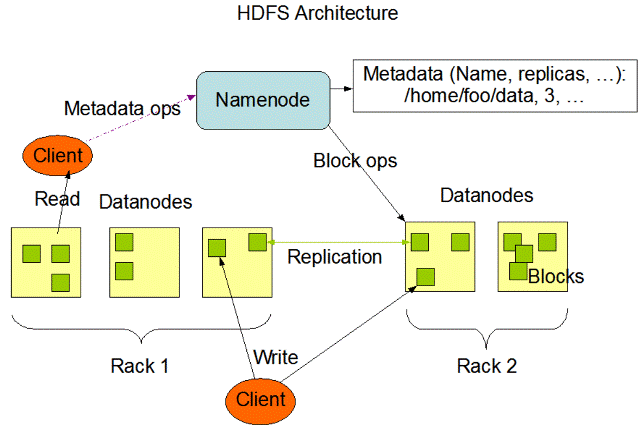 HDFS Architecture
Metadata (Name, replicas, …):
/home/foo/data, 3, …
Namenode
Metadata ops
Client
Block ops
Read
Datanodes
Datanodes
Replication
Blocks
Rack 1
Write
Rack 2
Client